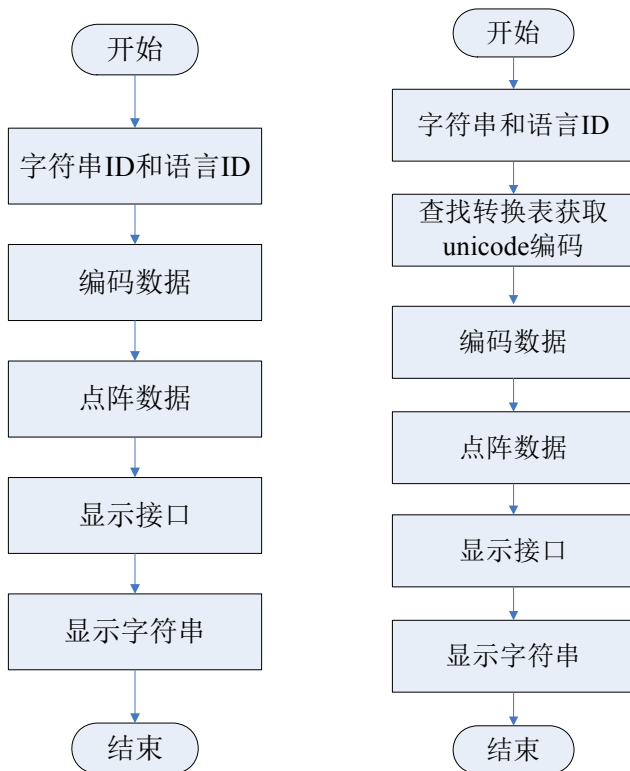 开始
字符串ID和语言ID
编码数据
点阵数据
显示接口
显示字符串
结束
开始
字符串和语言ID
查找转换表获取
unicode编码
编码数据
点阵数据
显示接口
显示字符串
结束